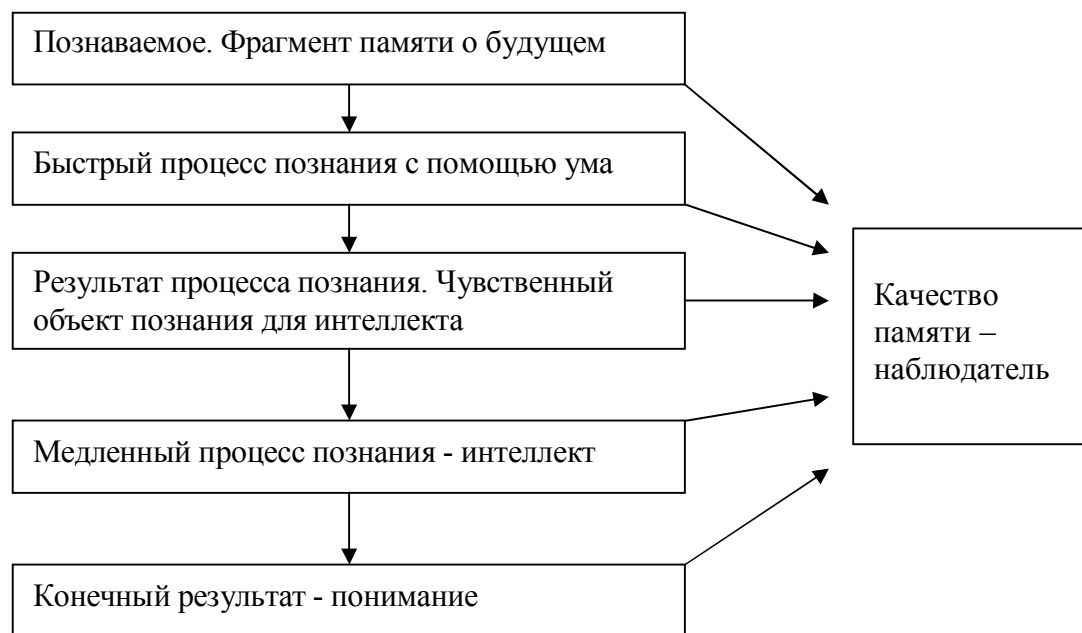 Познаваемое. Фрагмент памяти о будущем
Быстрый процесс познания с помощью ума
Результат процесса познания. Чувственный
объект познания для интеллекта
Качество
памяти –
наблюдатель
Медленный процесс познания - интеллект
Конечный результат - понимание